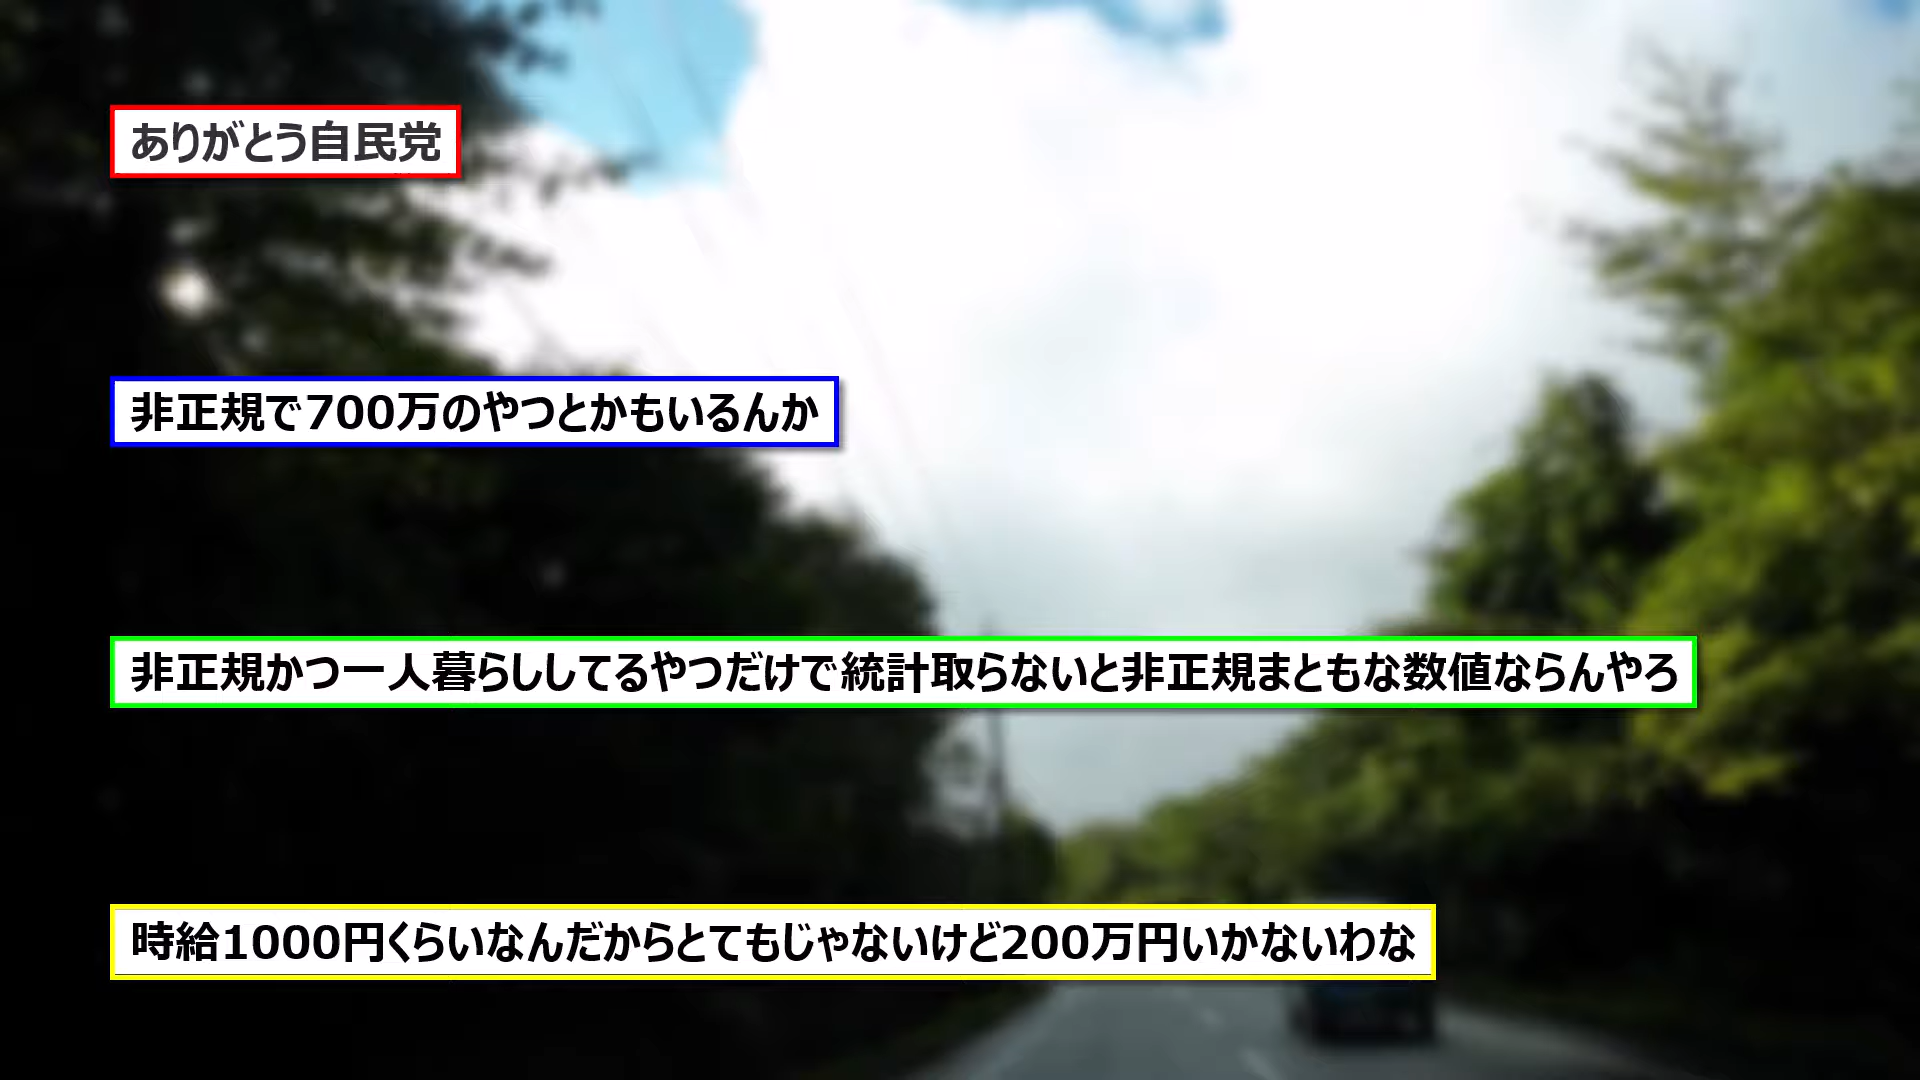 ありがとう自民党
非正規で700万のやつとかもいるんか
非正規かつ一人暮らししてるやつだけで統計取らないと非正規まともな数値ならんやろ
時給1000円くらいなんだからとてもじゃないけど200万円いかないわな